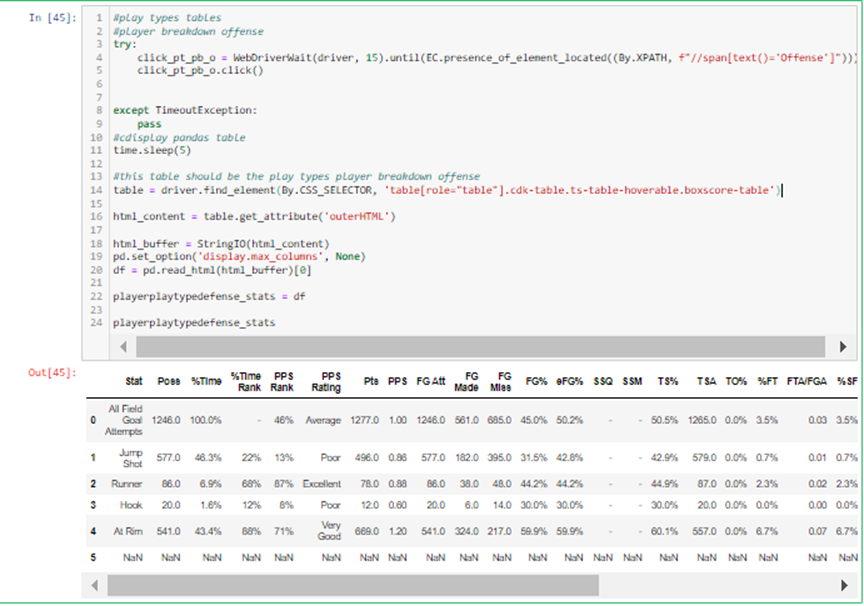 In [45]:
1 #play types tables
2 #player breakdown offense
3 try:
4 click_pt_pb_o = WebDriverWait(driver, 15).until(EC.presence_of_element_located((By.XPATH, f"//span[text()='Offense']")))
5 click_pt_pb_o.click()
6
7
8 except TimeoutException:
9 pass
10 #cdisplay pandas table
11 time.sleep(5)
12
13 #this table should be the play types player breakdown offense
14 table = driver.find_element(By.CSS_SELECTOR, 'table[role="table"].cdk-table.ts-table-hoverable.boxscore-table')
15
16 html_content = table.get_attribute('outerHTML')
17
18 html_buffer = StringIO(html_content)
19 pd.set_option('display.max_columns', None)
20 df = pd.read_html(html_buffer)[0]
21
22 playerplaytypedefense_stats = df
23
24 playerplaytypedefense_stats
Out[45]:
Stat Poss %Time %Time Rank PPS Rank PPS Rating Pts PPS FG Att FG Made FG Miss FG% eFG% SSQ SSM TS% TSA TO% %FT FTA/FGA %SF
0 All Field Goal Attempts 1246.0 100.0% - 46% Average 1277.0 1.00 1246.0 561.0 685.0 45.0% 50.2% - - 50.5% 1265.0 0.0% 3.5% 0.03 3.5%
1 Jump Shot 577.0 46.3% 22% 13% Poor 496.0 0.86 577.0 182.0 395.0 31.5% 42.8% - - 42.9% 579.0 0.0% 0.7% 0.01 0.7%
2 Runner 86.0 6.9% 68% 87% Excellent 78.0 0.88 86.0 38.0 48.0 44.2% 44.2% - - 44.9% 87.0 0.0% 2.3% 0.02 2.3%
3 Hook 20.0 1.6% 12% 8% Poor 12.0 0.60 20.0 6.0 14.0 30.0% 30.0% - - 30.0% 20.0 0.0% 0.0% 0.00 0.0%
4 At Rim 541.0 43.4% 88% 71% Very Good 669.0 1.20 541.0 324.0 217.0 59.9% 59.9% - - 60.1% 557.0 0.0% 6.7% 0.07 6.7%
5 NaN NaN NaN NaN NaN NaN NaN NaN NaN NaN NaN NaN NaN NaN NaN NaN NaN NaN NaN NaN NaN